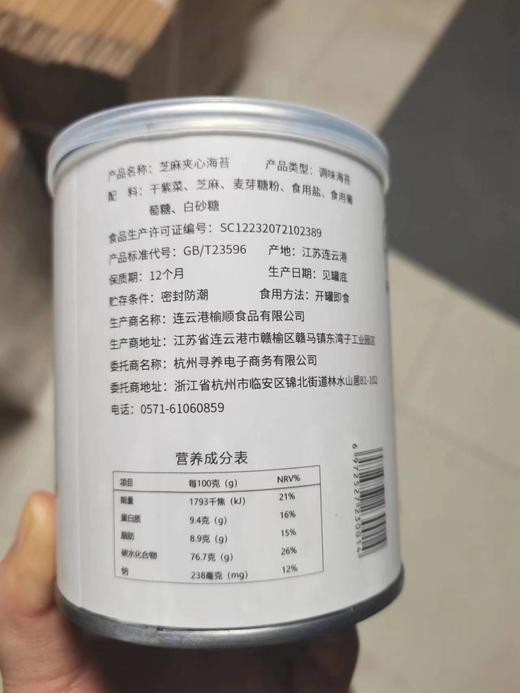 产品名称：芝麻夹心海苔 产品类型：调味海苔
配 料：干紫菜、芝麻、麦芽糖粉、食用盐、食用葡
萄糖、白砂糖
食品生产许可证编号：SC12232072102389
产品标准代号：GB/T23596 产地：江苏连云港
保质期：12个月 生产日期：见罐底
贮存条件：密封防潮 食用方法：开罐即食
生产商名称：连云港榆顺食品有限公司
生产商地址：江苏省连云港市赣榆区赣马镇东湾子工业园区
委托商名称：杭州寻养电子商务有限公司
委托商地址：浙江省杭州市临安区锦北街道林水山居81-102
电话：0571-61060859
营养成分表
项目 每100克(g) NRV%
能量 1793千焦(kJ) 21%
蛋白质 9.4克(g) 16%
脂肪 8.9克(g) 15%
碳水化合物 76.7克(g) 26%
钠 238毫克(mg) 12%
6972527230014